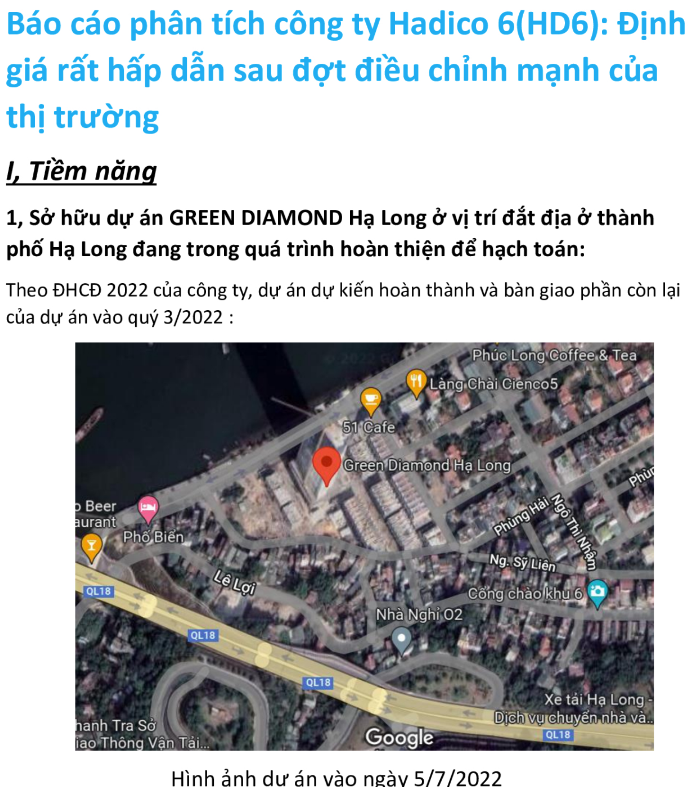 Báo cáo phân tích công ty Hadico 6(HD6): Định
giá rất hấp dẫn sau đợt điều chỉnh mạnh của
thị trường
I, Tiềm năng
1, Sở hữu dự án GREEN DIAMOND Hạ Long ở vị trí đắt địa ở thành
phố Hạ Long đang trong quá trình hoàn thiện để hạch toán:
Theo ĐHCĐ 2022 của công ty, dự án dự kiến hoàn thành và bàn giao phần còn lại
của dự án vào quý 3/2022 :
Phúc Long Coffee & Tea
Làng Chài Cienco5
51 Cafe
Green Diamond Hạ Long
Phùn
o Beer
aurant
Phố Biển
Phùng Hải
Ngô Thì Nhậm
Ng. Sỹ Liên
QL18
Lê Lợi
Cổng chào khu 6
Nhà Nghỉ O2
QL18
QL18
Xe tải Hạ Long -
Dịch vụ chuyển nhà và...
hanh Tra Sở
iao Thông Vận Tải...
Google
QL18
Hình ảnh dự án vào ngày 5/7/2022